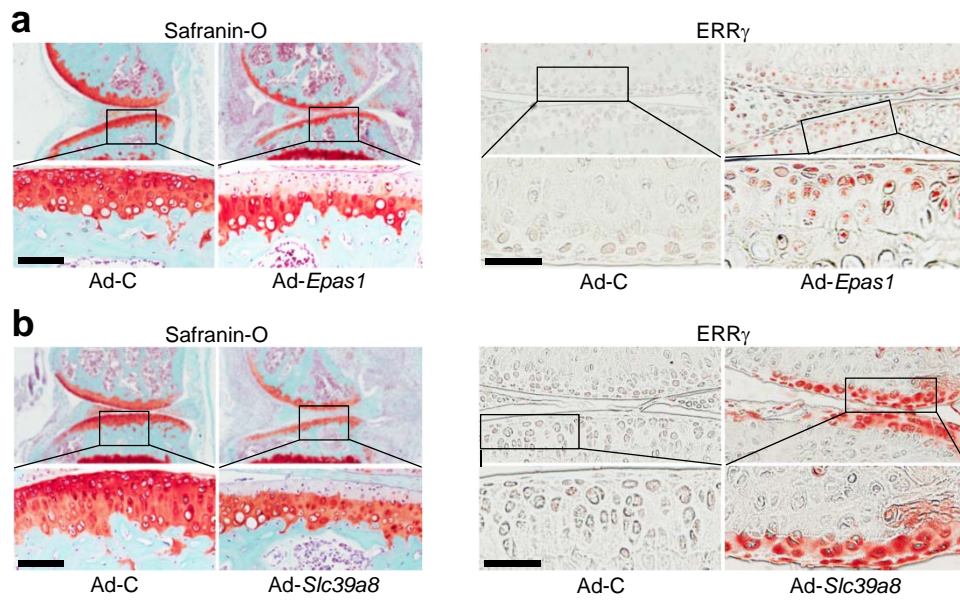 a
Safranin-O
ERRγ
Ad-C
Ad-Epas1
Ad-C
Ad-Epas1
b
Safranin-O
ERRγ
Ad-C
Ad-Slc39a8
Ad-C
Ad-Slc39a8